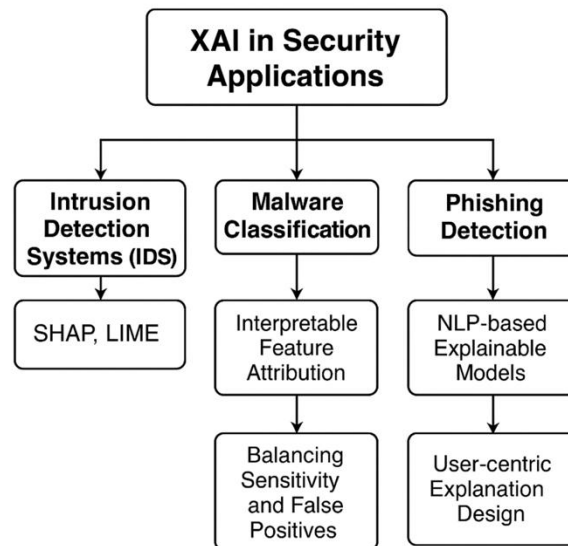 XAI in Security
Applications
Intrusion
Detection
Systems (IDS)
SHAP, LIME
Malware
Classification
Interpretable
Feature
Attribution
Balancing
Sensitivity
and False
Positives
Phishing
Detection
NLP-based
Explainable
Models
User-centric
Explanation
Design